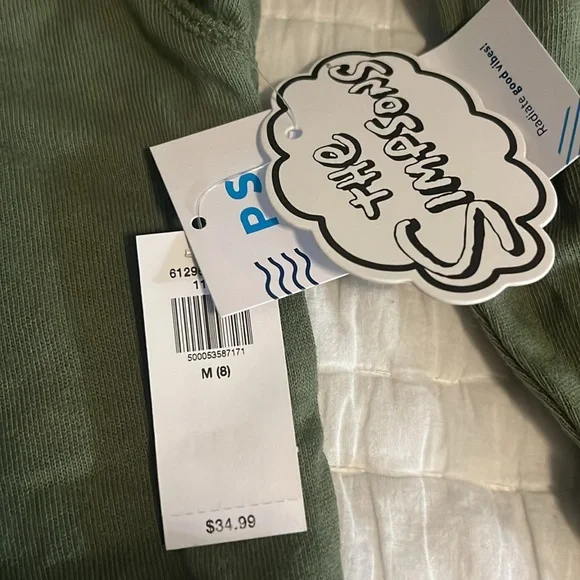 THE
SIMPSONS
Radiate good vibes!
PS
6129
11
500053587171
M (8)
$34.99